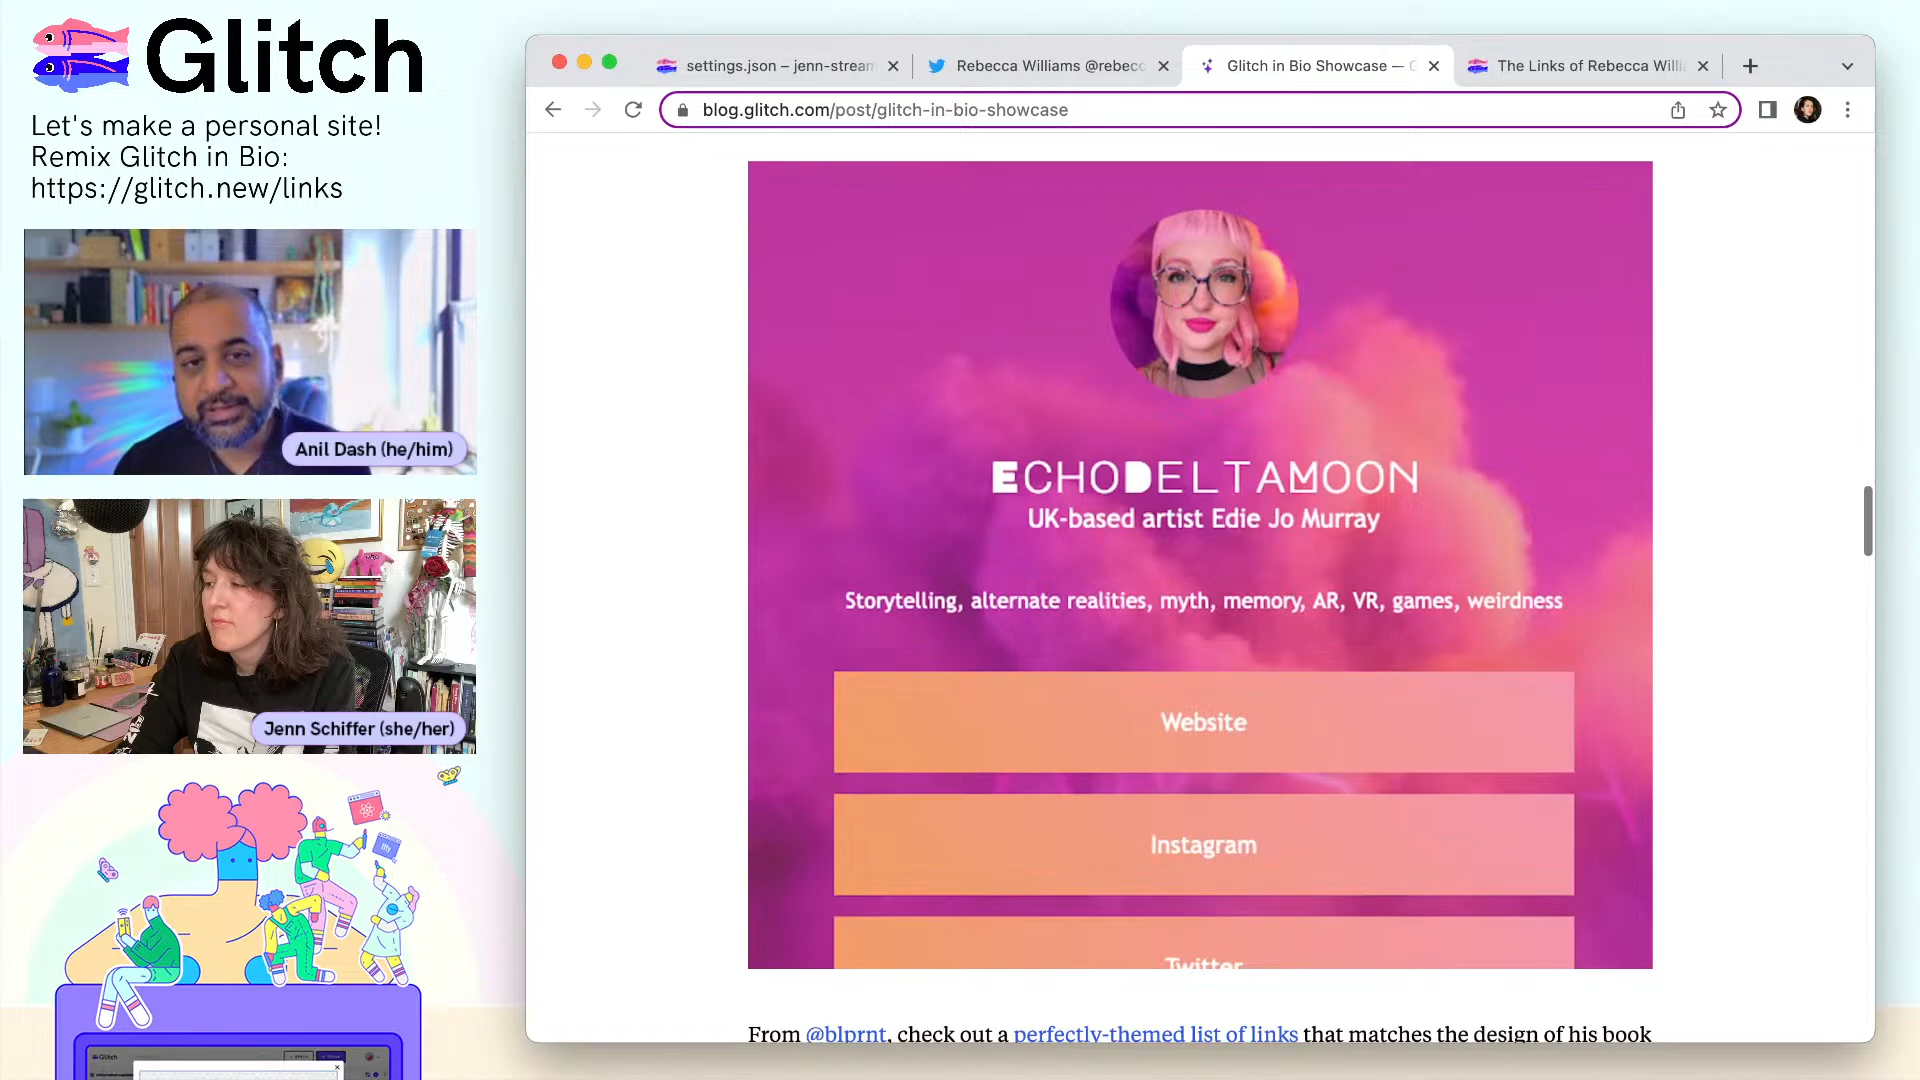 Glitch
Let's make a personal site!
Remix Glitch in Bio:
https://glitch.new/links
Anil Dash (he/him)
Jenn Schiffer (she/her)
settings.json – jenn-stream
Rebecca Williams @rebecc
Glitch in Bio Showcase — G
The Links of Rebecca Willia
blog.glitch.com/post/glitch-in-bio-showcase
ECHODELTAMOON
UK-based artist Edie Jo Murray
Storytelling, alternate realities, myth, memory, AR, VR, games, weirdness
Website
Instagram
Twitter
From @blprnt, check out a perfectly-themed list of links that matches the design of his book
Glitch